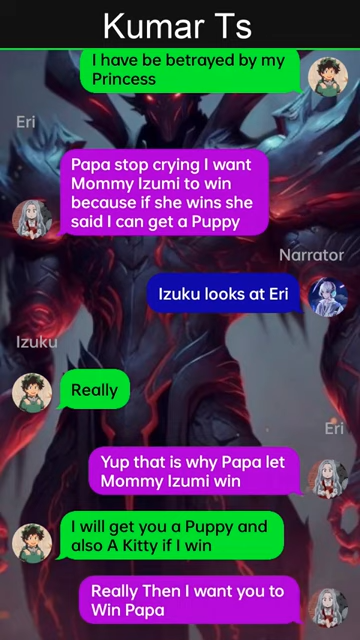 Kumar Ts
I have be betrayed by my
Princess
Eri
Papa stop crying I want
Mommy Izumi to win
because if she wins she
said I can get a Puppy
Narrator
Izuku looks at Eri
Izuku
Really
Eri
Yup that is why Papa let
Mommy Izumi win
I will get you a Puppy and
also A Kitty if I win
Really Then I want you to
Win Papa